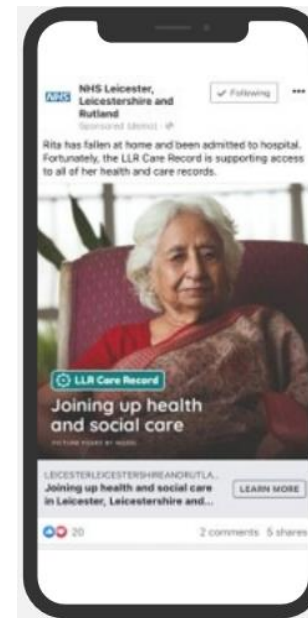 NHS
NHS Leicester,
Leicestershire and
Rutland
Following
Sponsored (demo)
Rita has fallen at home and been admitted to hospital.
Fortunately, the LLR Care Record is supporting access
to all of her health and care records.
LLR Care Record
Joining up health
and social care
LEICESTERLEICESTERSHIREANDRUTLA...
Joining up health and social care
in Leicester, Leicestershire and...
LEARN MORE
20
2 comments 5 shares